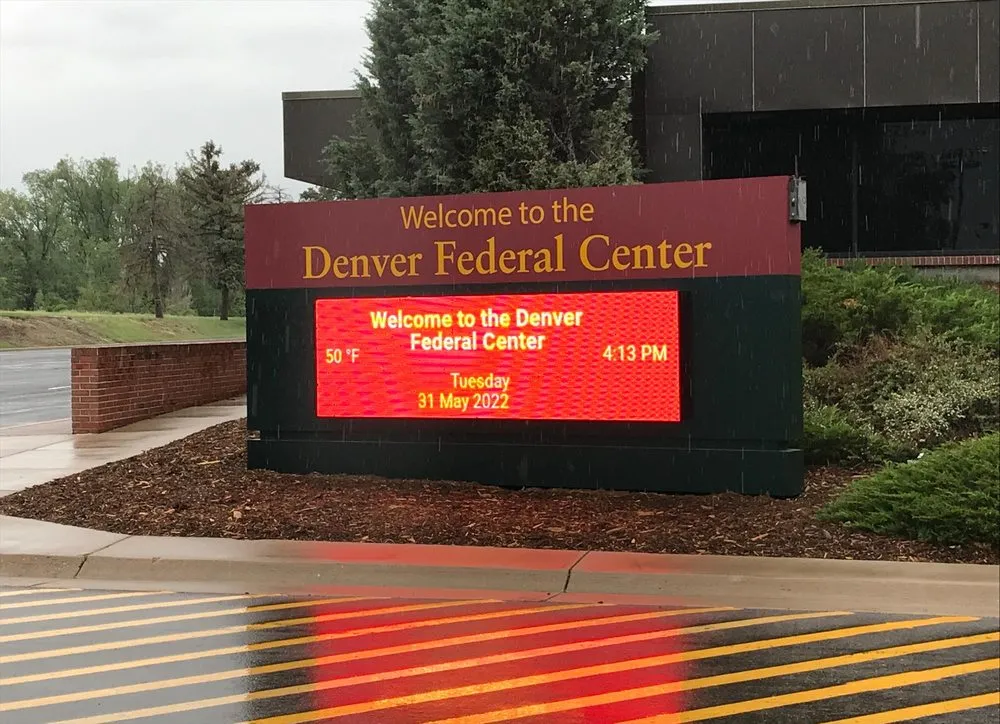 Welcome to the
Denver Federal Center
Welcome to the Denver
Federal Center
50 °F
4:13 PM
Tuesday
31 May 2022